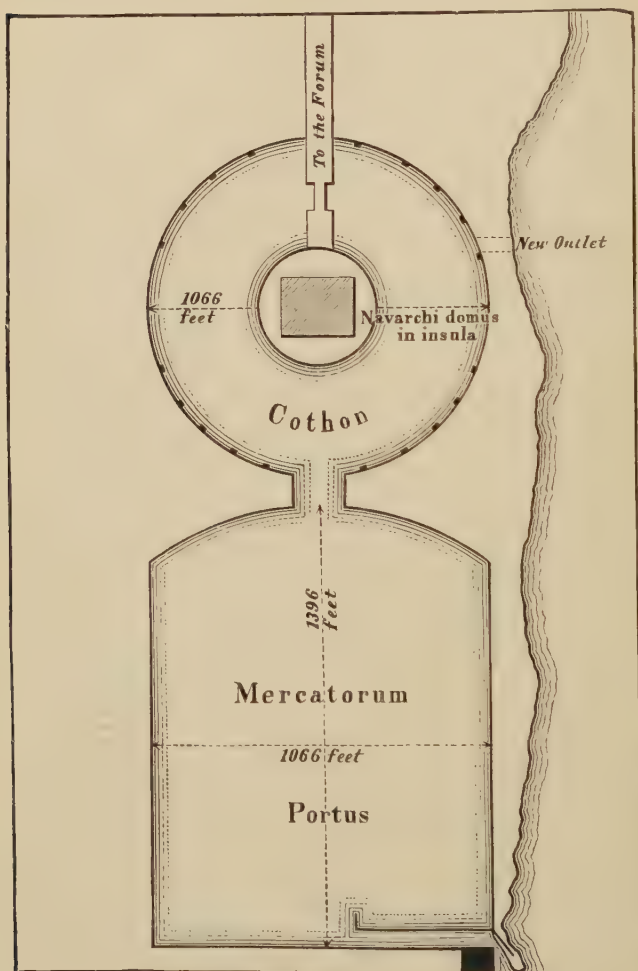 To the Forum
New Outlet
1066
feet
Navarchi domus
in insula
Cothon
1396
feet
Mercatorum
1066 feet
Portus